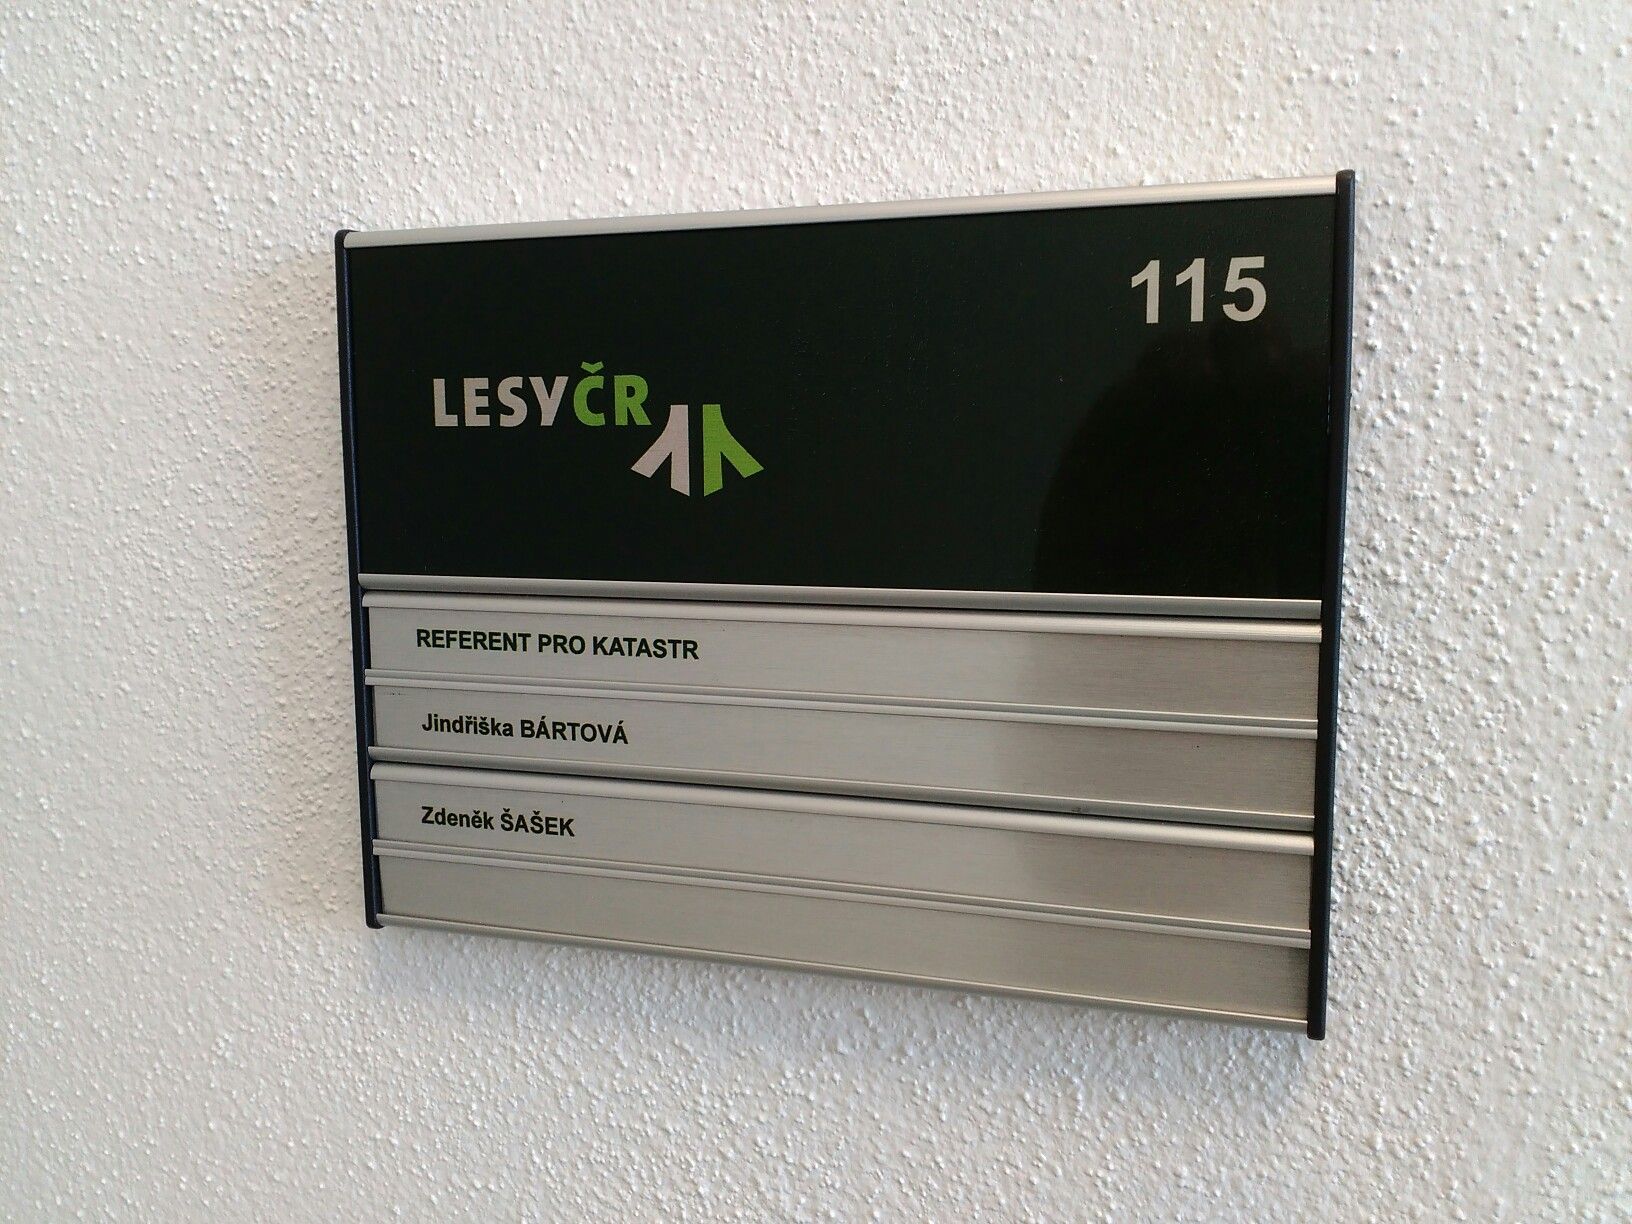 115
LESYČR
REFERENT PRO KATASTR
Jindřiška BÁRTOVÁ
Zdeněk ŠAŠEK